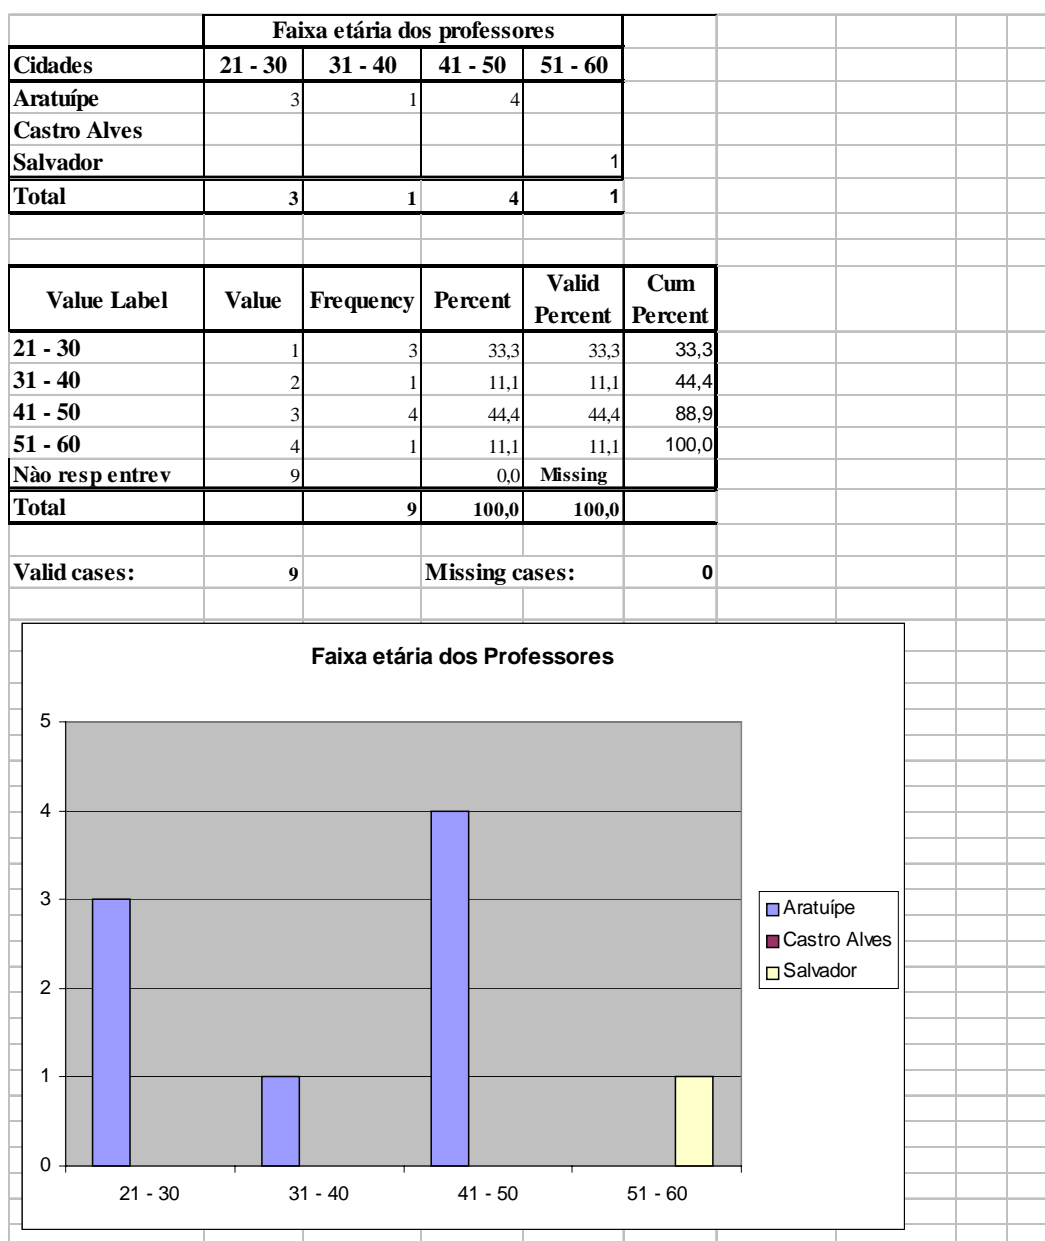 Faixa etária dos professores
Cidades 21 - 30 31 - 40 41 - 50 51 - 60
Aratuípe 3 1 4
Castro Alves
Salvador 1
Total 3 1 4 1
Value Label Value Frequency Percent Valid Percent Cum Percent
21 - 30 1 3 33,3 33,3 33,3
31 - 40 2 1 11,1 11,1 44,4
41 - 50 3 4 44,4 44,4 88,9
51 - 60 4 1 11,1 11,1 100,0
Nào resp entrev 9 0,0 Missing
Total 9 100,0 100,0
Valid cases: 9 Missing cases: 0
Faixa etária dos Professores
5
4
3
2
1
0
21 - 30 31 - 40 41 - 50 51 - 60
Aratuípe
Castro Alves
Salvador